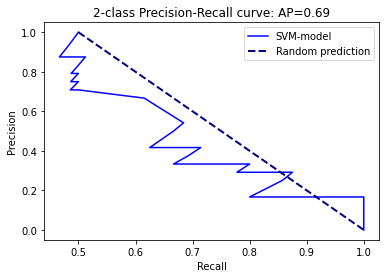 2-class Precision-Recall curve: AP=0.69
1.0
0.8
0.6
0.4
0.2
0.0
Precision
SVM-model
Random prediction
0.5 0.6 0.7 0.8 0.9 1.0
Recall